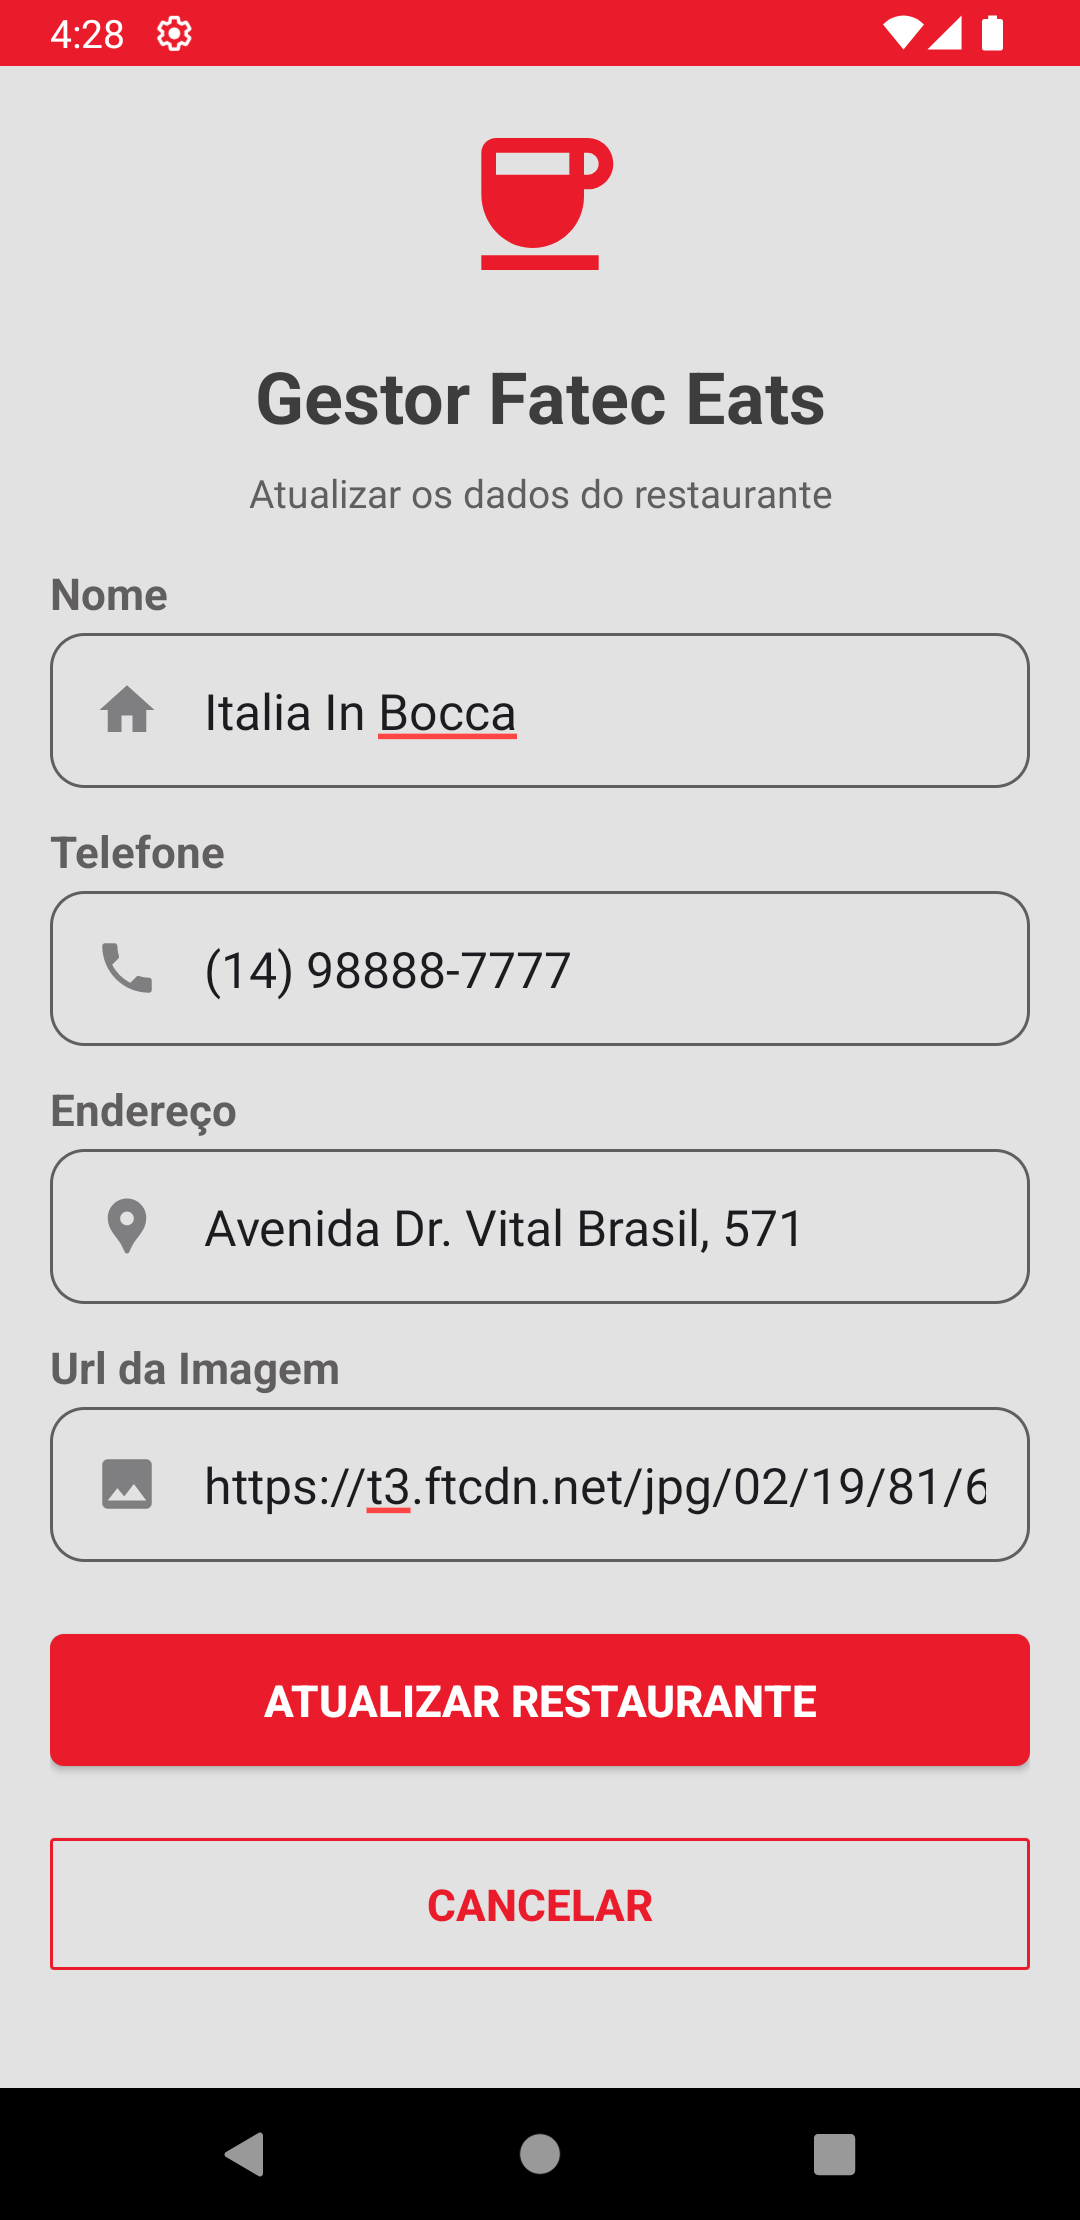 4:28
Gestor Fatec Eats
Atualizar os dados do restaurante
Nome
Italia In Bocca
Telefone
(14) 98888-7777
Endereço
Avenida Dr. Vital Brasil, 571
Url da Imagem
https://t3.ftcdn.net/jpg/02/19/81/6
ATUALIZAR RESTAURANTE
CANCELAR